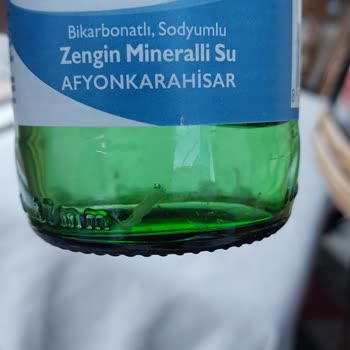 Bikarbonatlı, Sodyumlu
Zengin Mineralli Su
AFYONKARAHİSAR